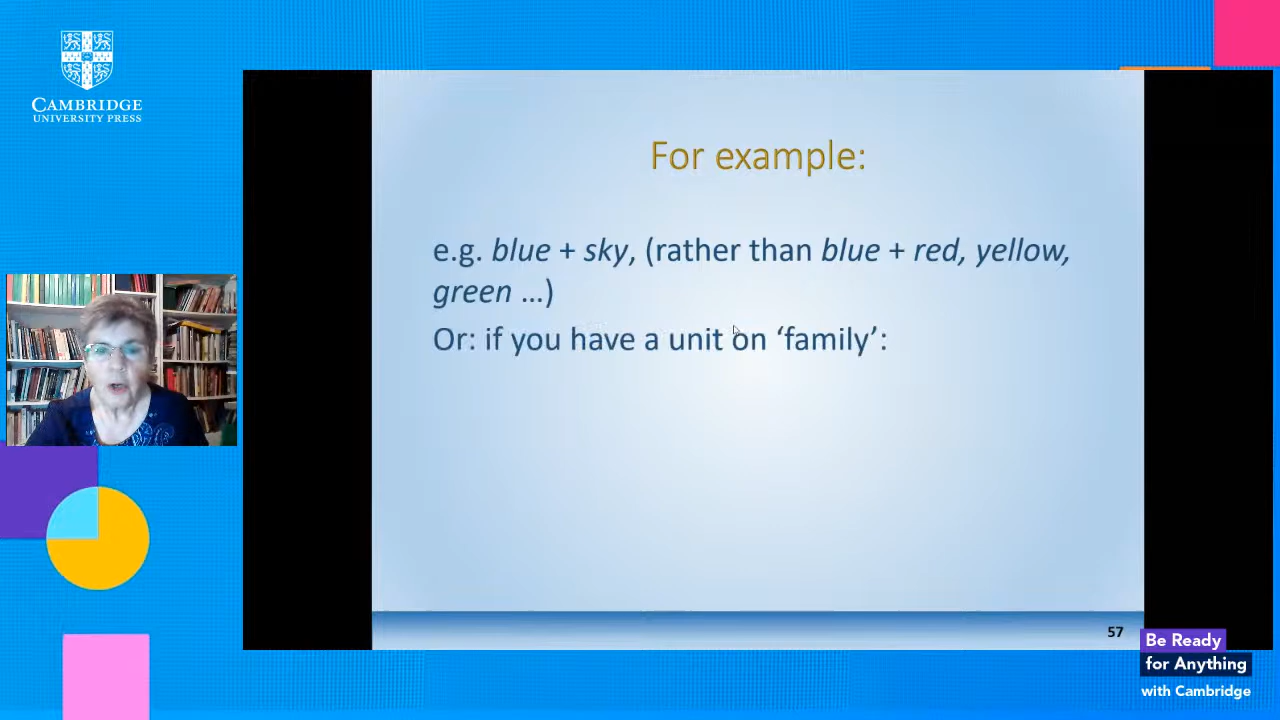 CAMBRIDGE
UNIVERSITY PRESS
For example:
e.g. blue + sky, (rather than blue + red, yellow,
green …)
Or: if you have a unit on ‘family’:
57
Be Ready
for Anything
with Cambridge